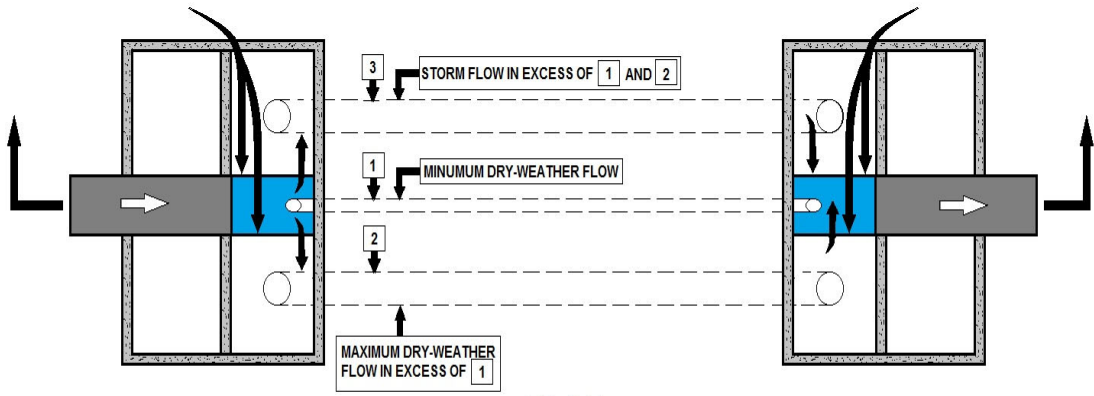 3
STORM FLOW IN EXCESS OF 1 AND 2
1
MINUMUM DRY-WEATHER FLOW
2
MAXIMUM DRY-WEATHER
FLOW IN EXCESS OF 1